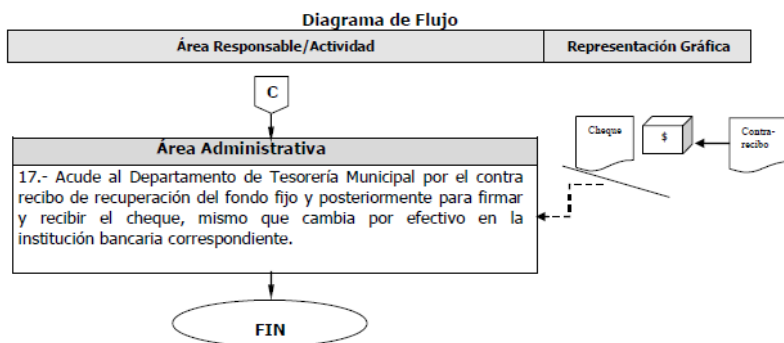 Diagrama de Flujo
Área Responsable/Actividad
Representación Gráfica
C
Área Administrativa
17.- Acude al Departamento de Tesorería Municipal por el contra
recibo de recuperación del fondo fijo y posteriormente para firmar
y recibir el cheque, mismo que cambia por efectivo en la
institución bancaria correspondiente.
Cheque
$
Contra-
recibo
FIN